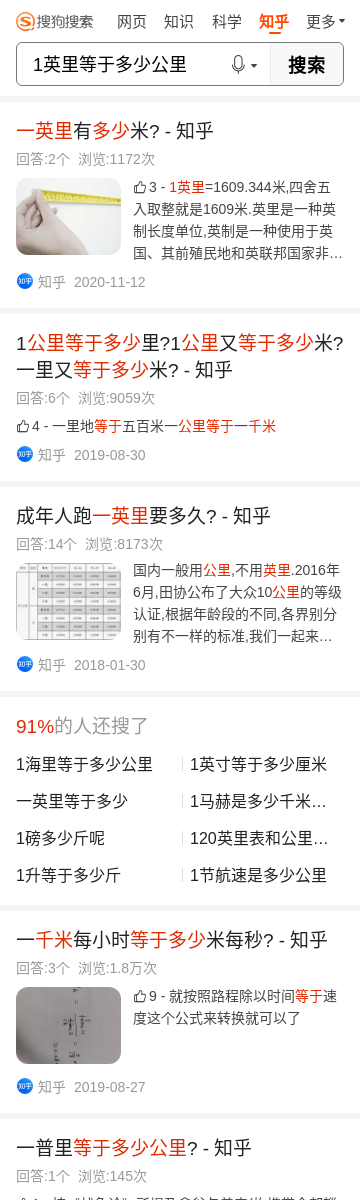 搜狗搜索 网页 知识 科学 知乎 更多
1英里等于多少公里 搜索
一英里有多少米? - 知乎
回答:2个 浏览:1172次
3 - 1英里=1609.344米,四舍五
入取整就是1609米.英里是一种英
制长度单位,英制是一种使用于英
国、其前殖民地和英联邦国家非…
知乎 知乎 2020-11-12
1公里等于多少里?1公里又等于多少米?
一里又等于多少米? - 知乎
回答:6个 浏览:9059次
4 - 一里地等于五百米一公里等于一千米
知乎 知乎 2019-08-30
成年人跑一英里要多久? - 知乎
回答:14个 浏览:8173次
国内一般用公里,不用英里.2016年
6月,田协公布了大众10公里的等级
认证,根据年龄段的不同,各界别分
别有不一样的标准,我们一起来…
知乎 知乎 2018-01-30
91%的人还搜了
1海里等于多少公里 1英寸等于多少厘米
一英里等于多少 1马赫是多少千米…
1磅多少斤呢 120英里表和公里…
1升等于多少斤 1节航速是多少公里
一千米每小时等于多少米每秒? - 知乎
回答:3个 浏览:1.8万次
9 - 就按照路程除以时间等于速
度这个公式来转换就可以了
知乎 知乎 2019-08-27
一普里等于多少公里? - 知乎
回答:1个 浏览:145次